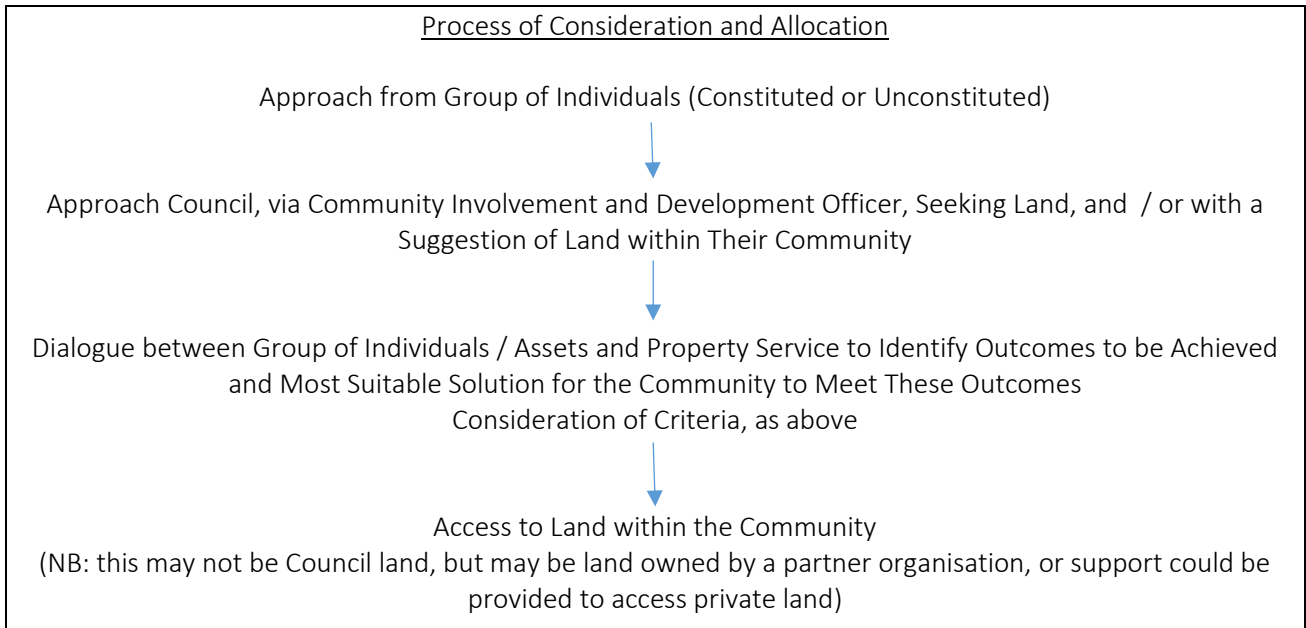 Process of Consideration and Allocation
Approach from Group of Individuals (Constituted or Unconstituted)
Approach Council, via Community Involvement and Development Officer, Seeking Land, and / or with a
Suggestion of Land within Their Community
Dialogue between Group of Individuals / Assets and Property Service to Identify Outcomes to be Achieved
and Most Suitable Solution for the Community to Meet These Outcomes
Consideration of Criteria, as above
Access to Land within the Community
(NB: this may not be Council land, but may be land owned by a partner organisation, or support could be
provided to access private land)